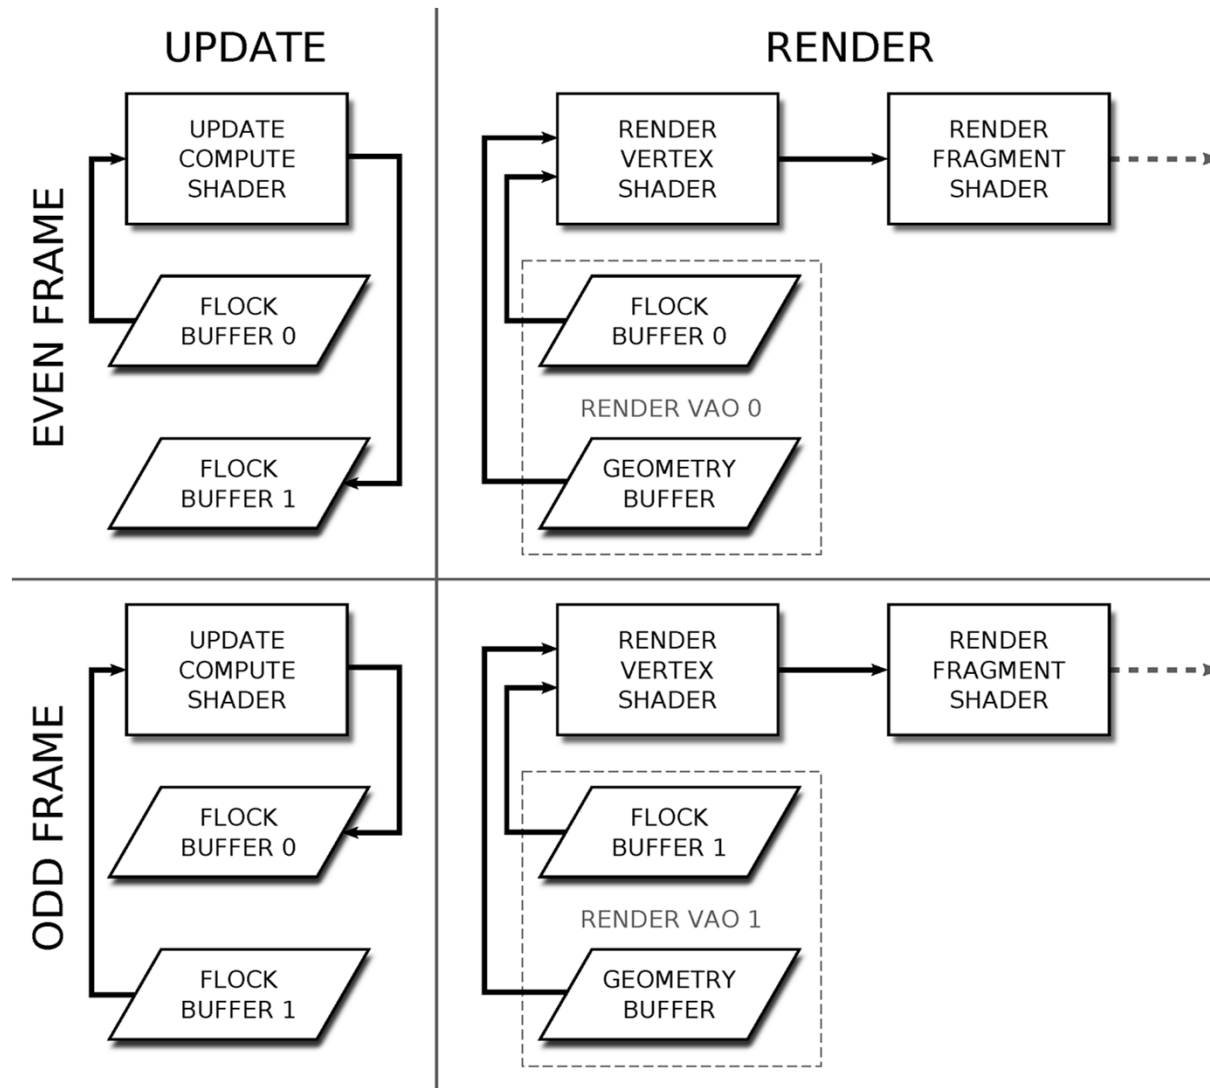 UPDATE
RENDER
EVEN FRAME
UPDATE
COMPUTE
SHADER
FLOCK
BUFFER 0
FLOCK
BUFFER 1
RENDER
VERTEX
SHADER
RENDER
FRAGMENT
SHADER
FLOCK
BUFFER 0
RENDER VAO 0
GEOMETRY
BUFFER
ODD FRAME
UPDATE
COMPUTE
SHADER
FLOCK
BUFFER 0
FLOCK
BUFFER 1
RENDER
VERTEX
SHADER
RENDER
FRAGMENT
SHADER
FLOCK
BUFFER 1
RENDER VAO 1
GEOMETRY
BUFFER